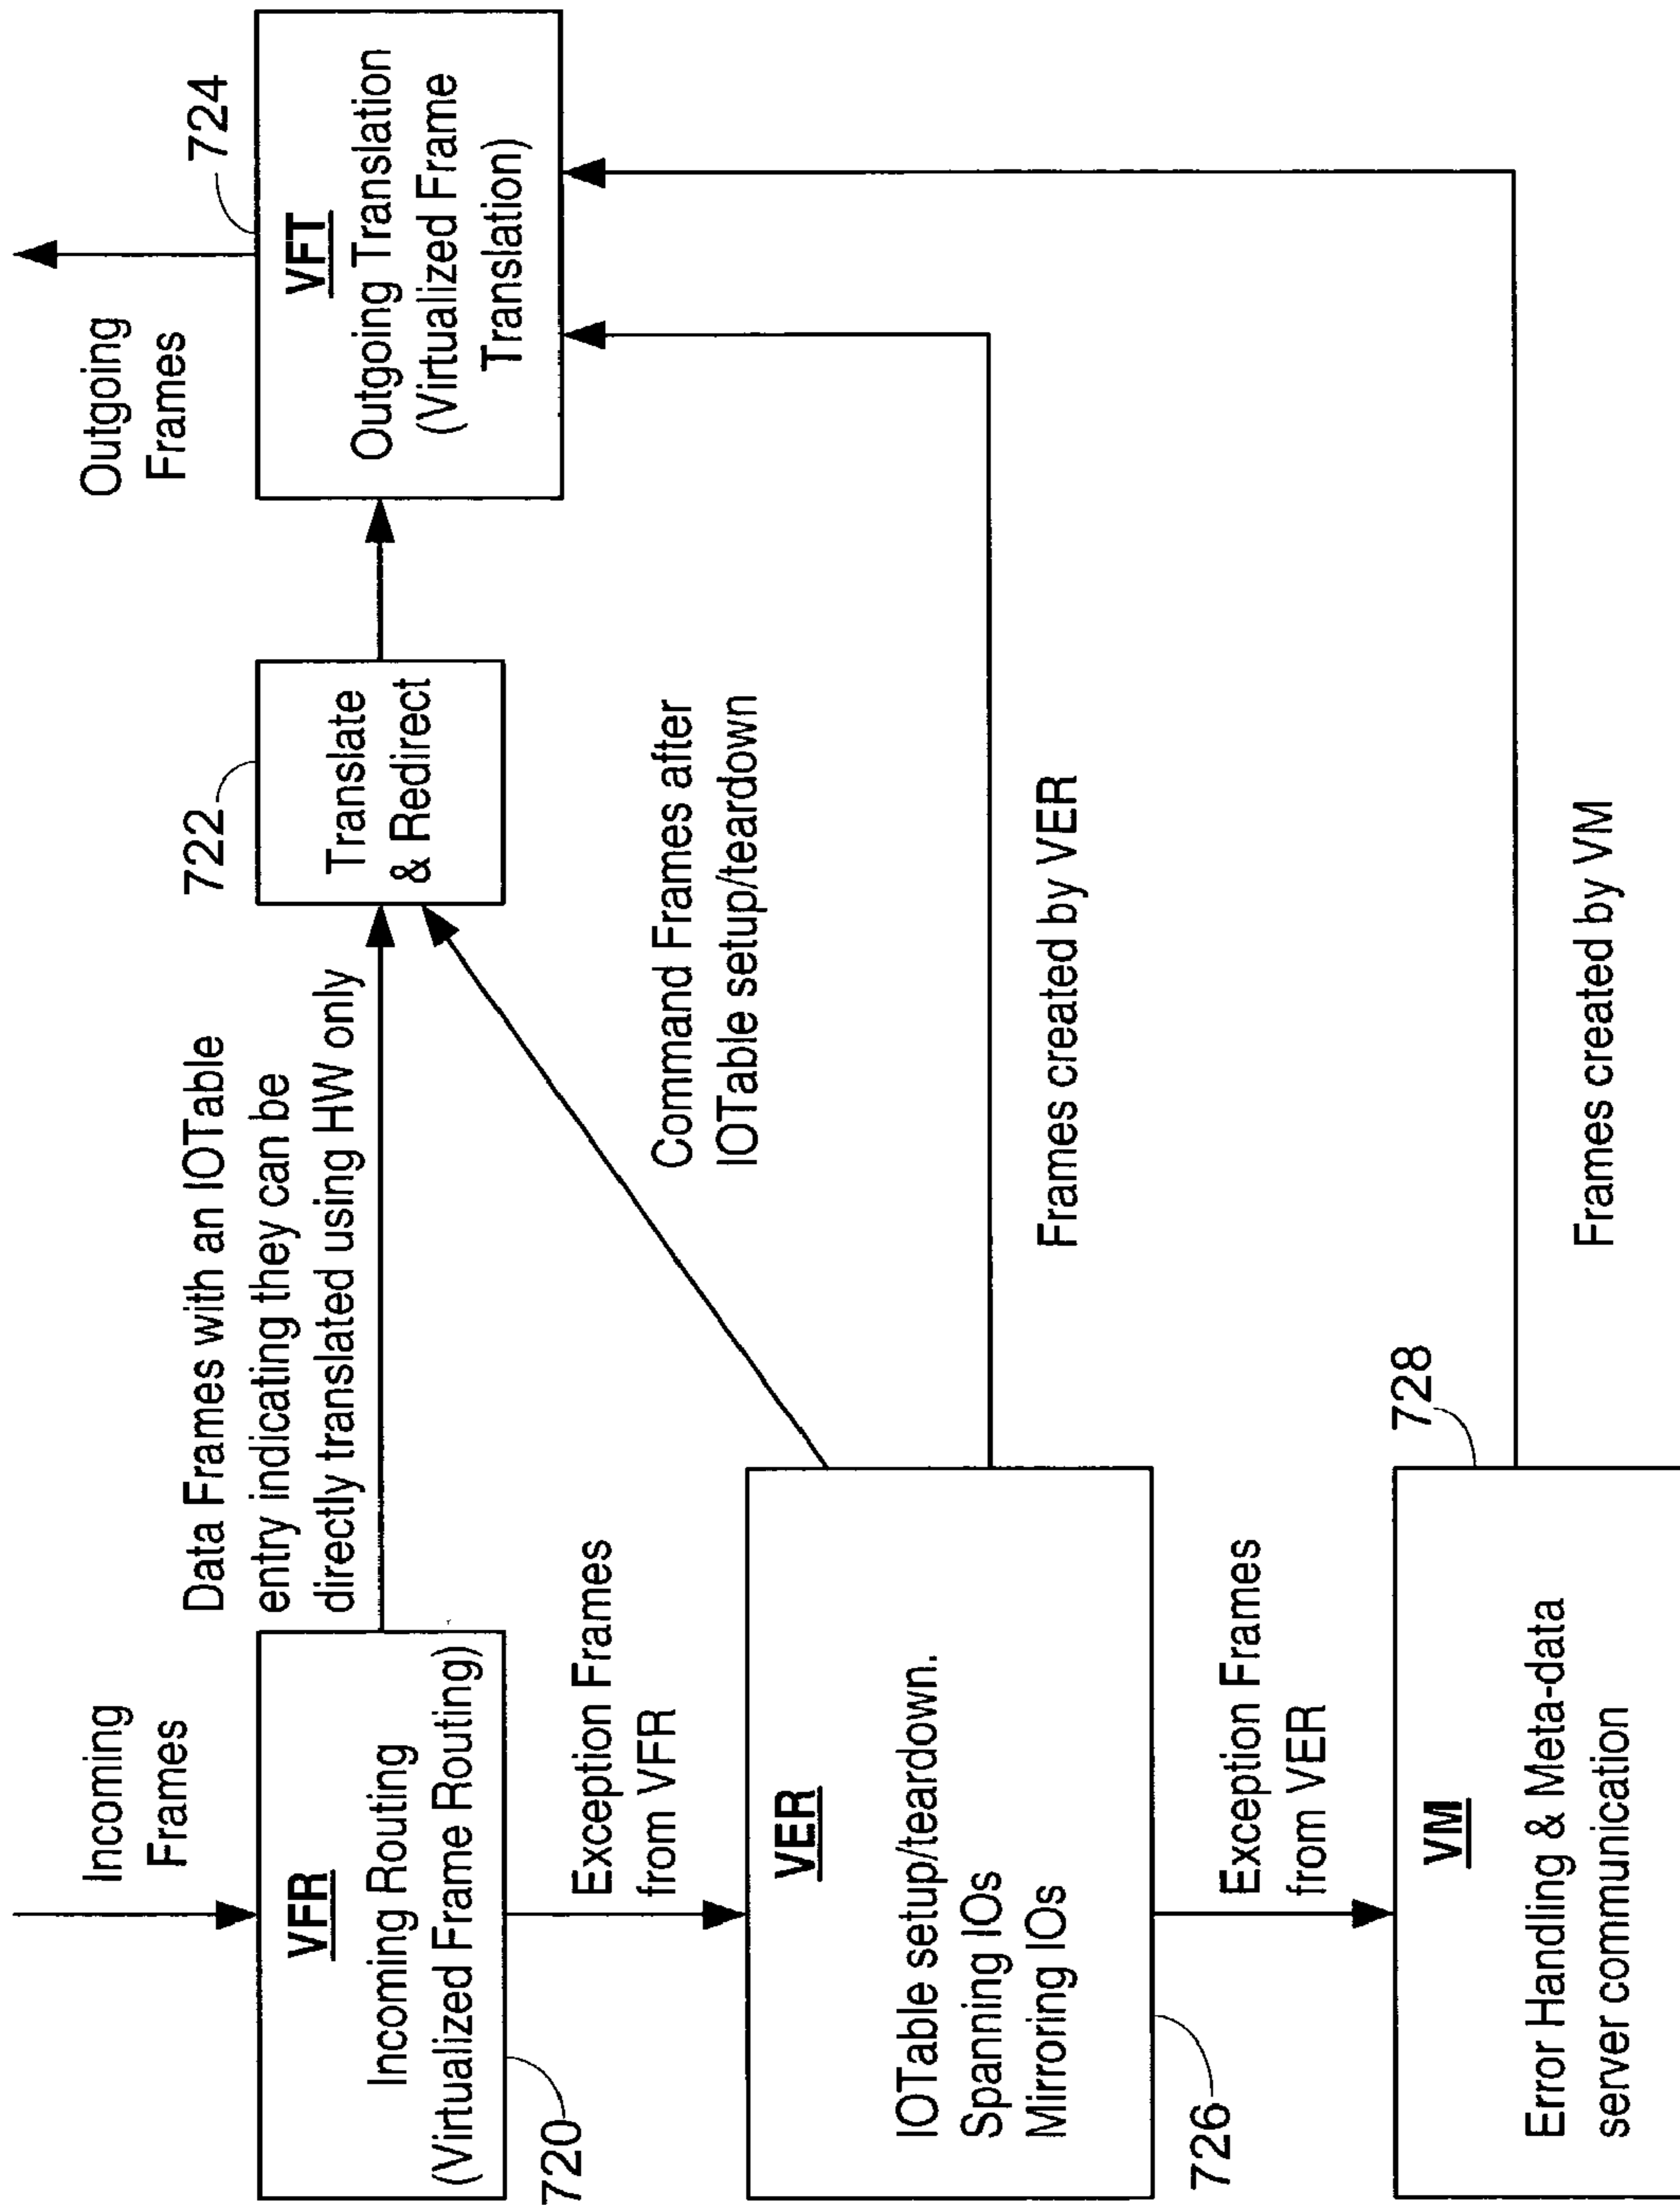 Incoming
Frames
VFR
Incoming Routing
(Virtualized Frame Routing)
720
Data Frames with an IOTable
entry indicating they can be
directly translated using HW only
722
Translate
& Redirect
Outgoing
Frames
724
VFT
Outgoing Translation
(Virtualized Frame
Translation)
Exception Frames
from VFR
Command Frames after
IOTable setup/teardown
VER
IOTable setup/teardown.
Spanning IOs
Mirroring IOs
726
Frames created by VER
Exception Frames
from VER
728
VM
Error Handling & Meta-data
server communication
Frames created by VM